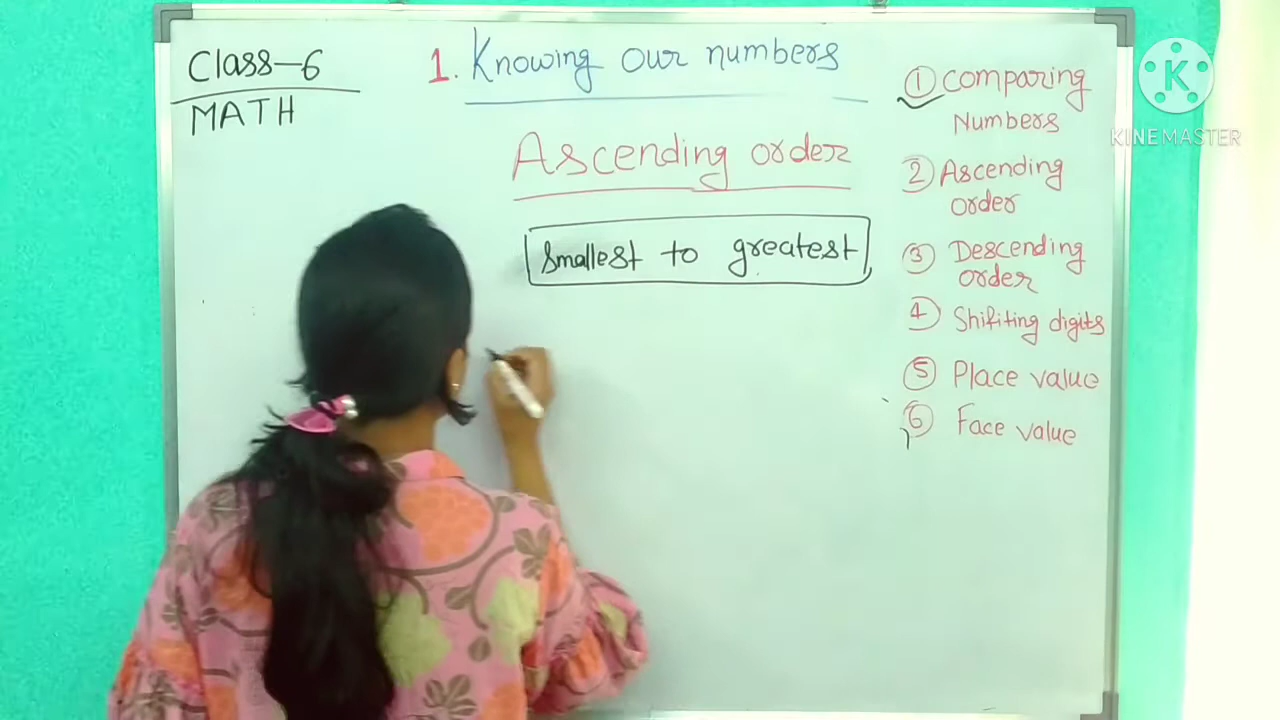 Class-6
MATH
1. Knowing our numbers
Ascending order
Smallest to greatest
① Comparing
Numbers
② Ascending
order
③ Descending
order
④ Shifiting digits
⑤ Place value
⑥ Face value
K
KINEMASTER